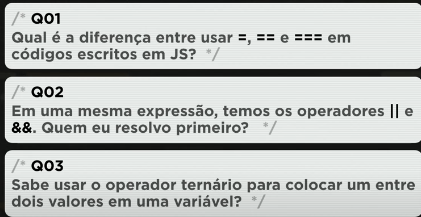 /* Q01
Qual é a diferença entre usar =, == e === em
códigos escritos em JS? */
/* Q02
Em uma mesma expressão, temos os operadores || e
&&. Quem eu resolvo primeiro? */
/* Q03
Sabe usar o operador ternário para colocar um entre
dois valores em uma variável? */